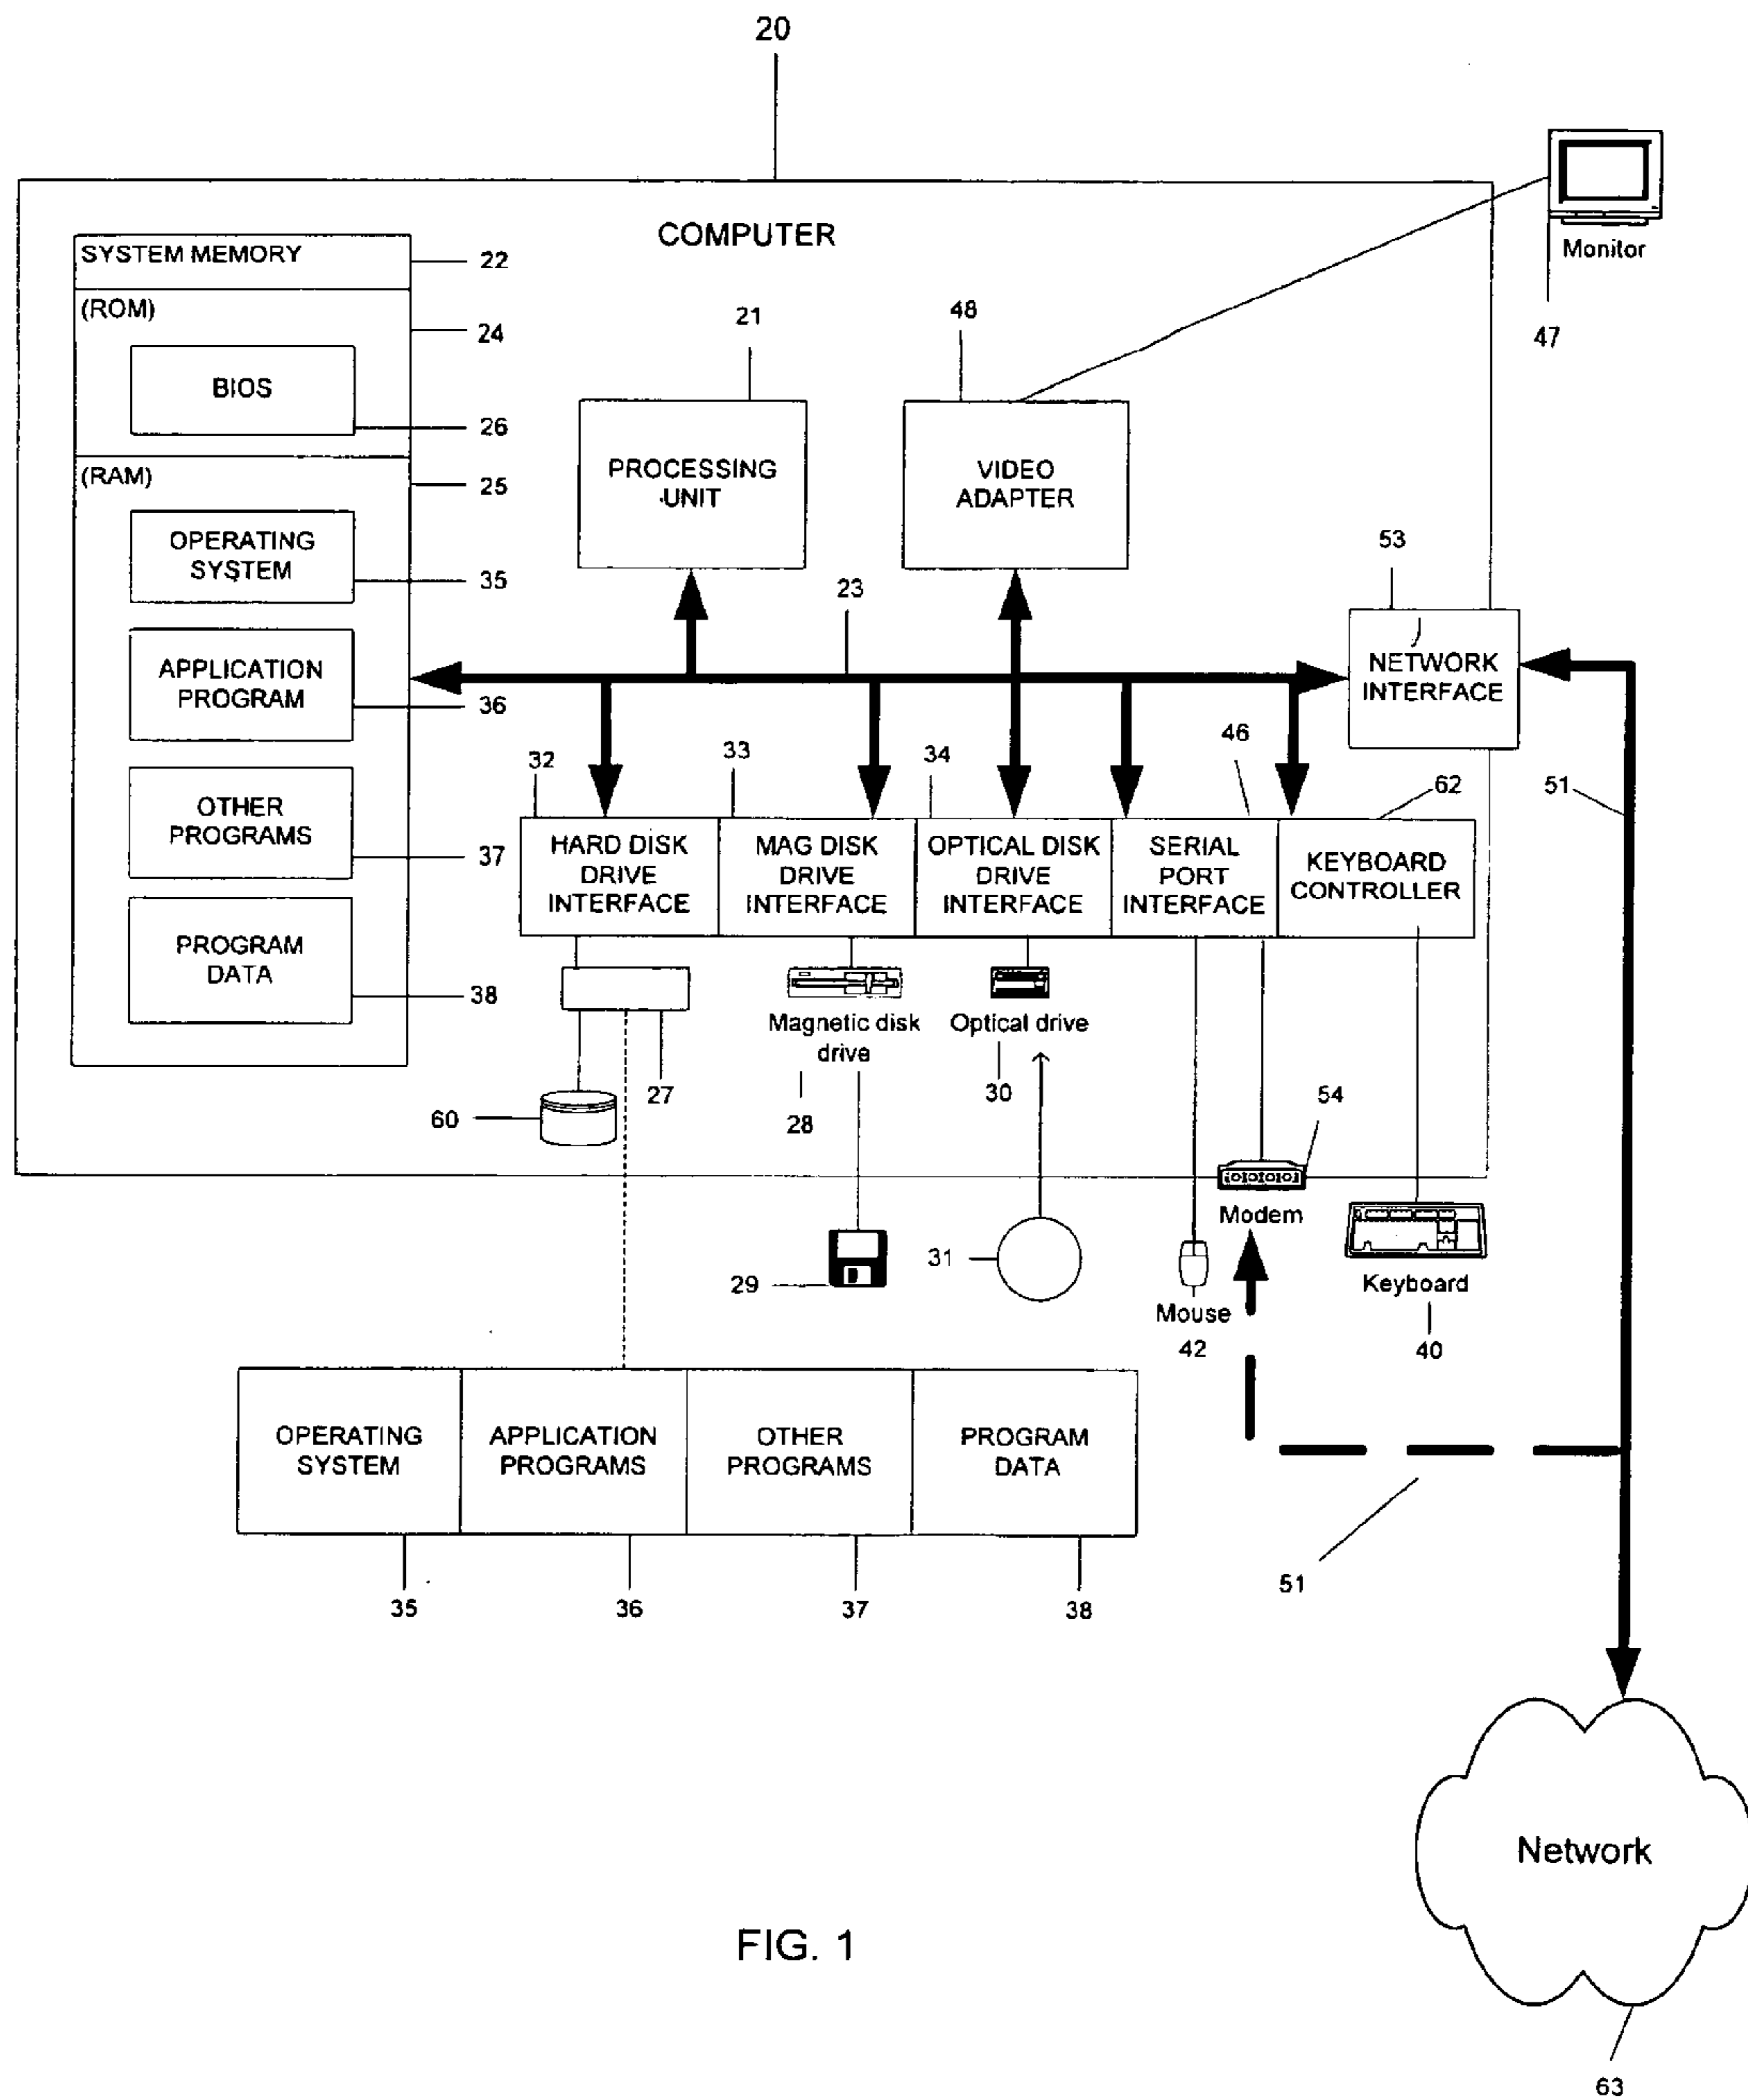 20
COMPUTER
Monitor
47
SYSTEM MEMORY
22
(ROM)
24
BIOS
26
(RAM)
25
OPERATING
SYSTEM
35
APPLICATION
PROGRAM
36
OTHER
PROGRAMS
37
PROGRAM
DATA
38
21
PROCESSING
UNIT
48
VIDEO
ADAPTER
23
53
NETWORK
INTERFACE
32
HARD DISK
DRIVE
INTERFACE
33
MAG DISK
DRIVE
INTERFACE
34
OPTICAL DISK
DRIVE
INTERFACE
46
SERIAL
PORT
INTERFACE
62
KEYBOARD
CONTROLLER
51
60
27
Magnetic disk
drive
28
Optical drive
30
54
Modem
29
31
Mouse
42
Keyboard
40
OPERATING
SYSTEM
APPLICATION
PROGRAMS
OTHER
PROGRAMS
PROGRAM
DATA
35
36
37
38
51
Network
63
FIG. 1